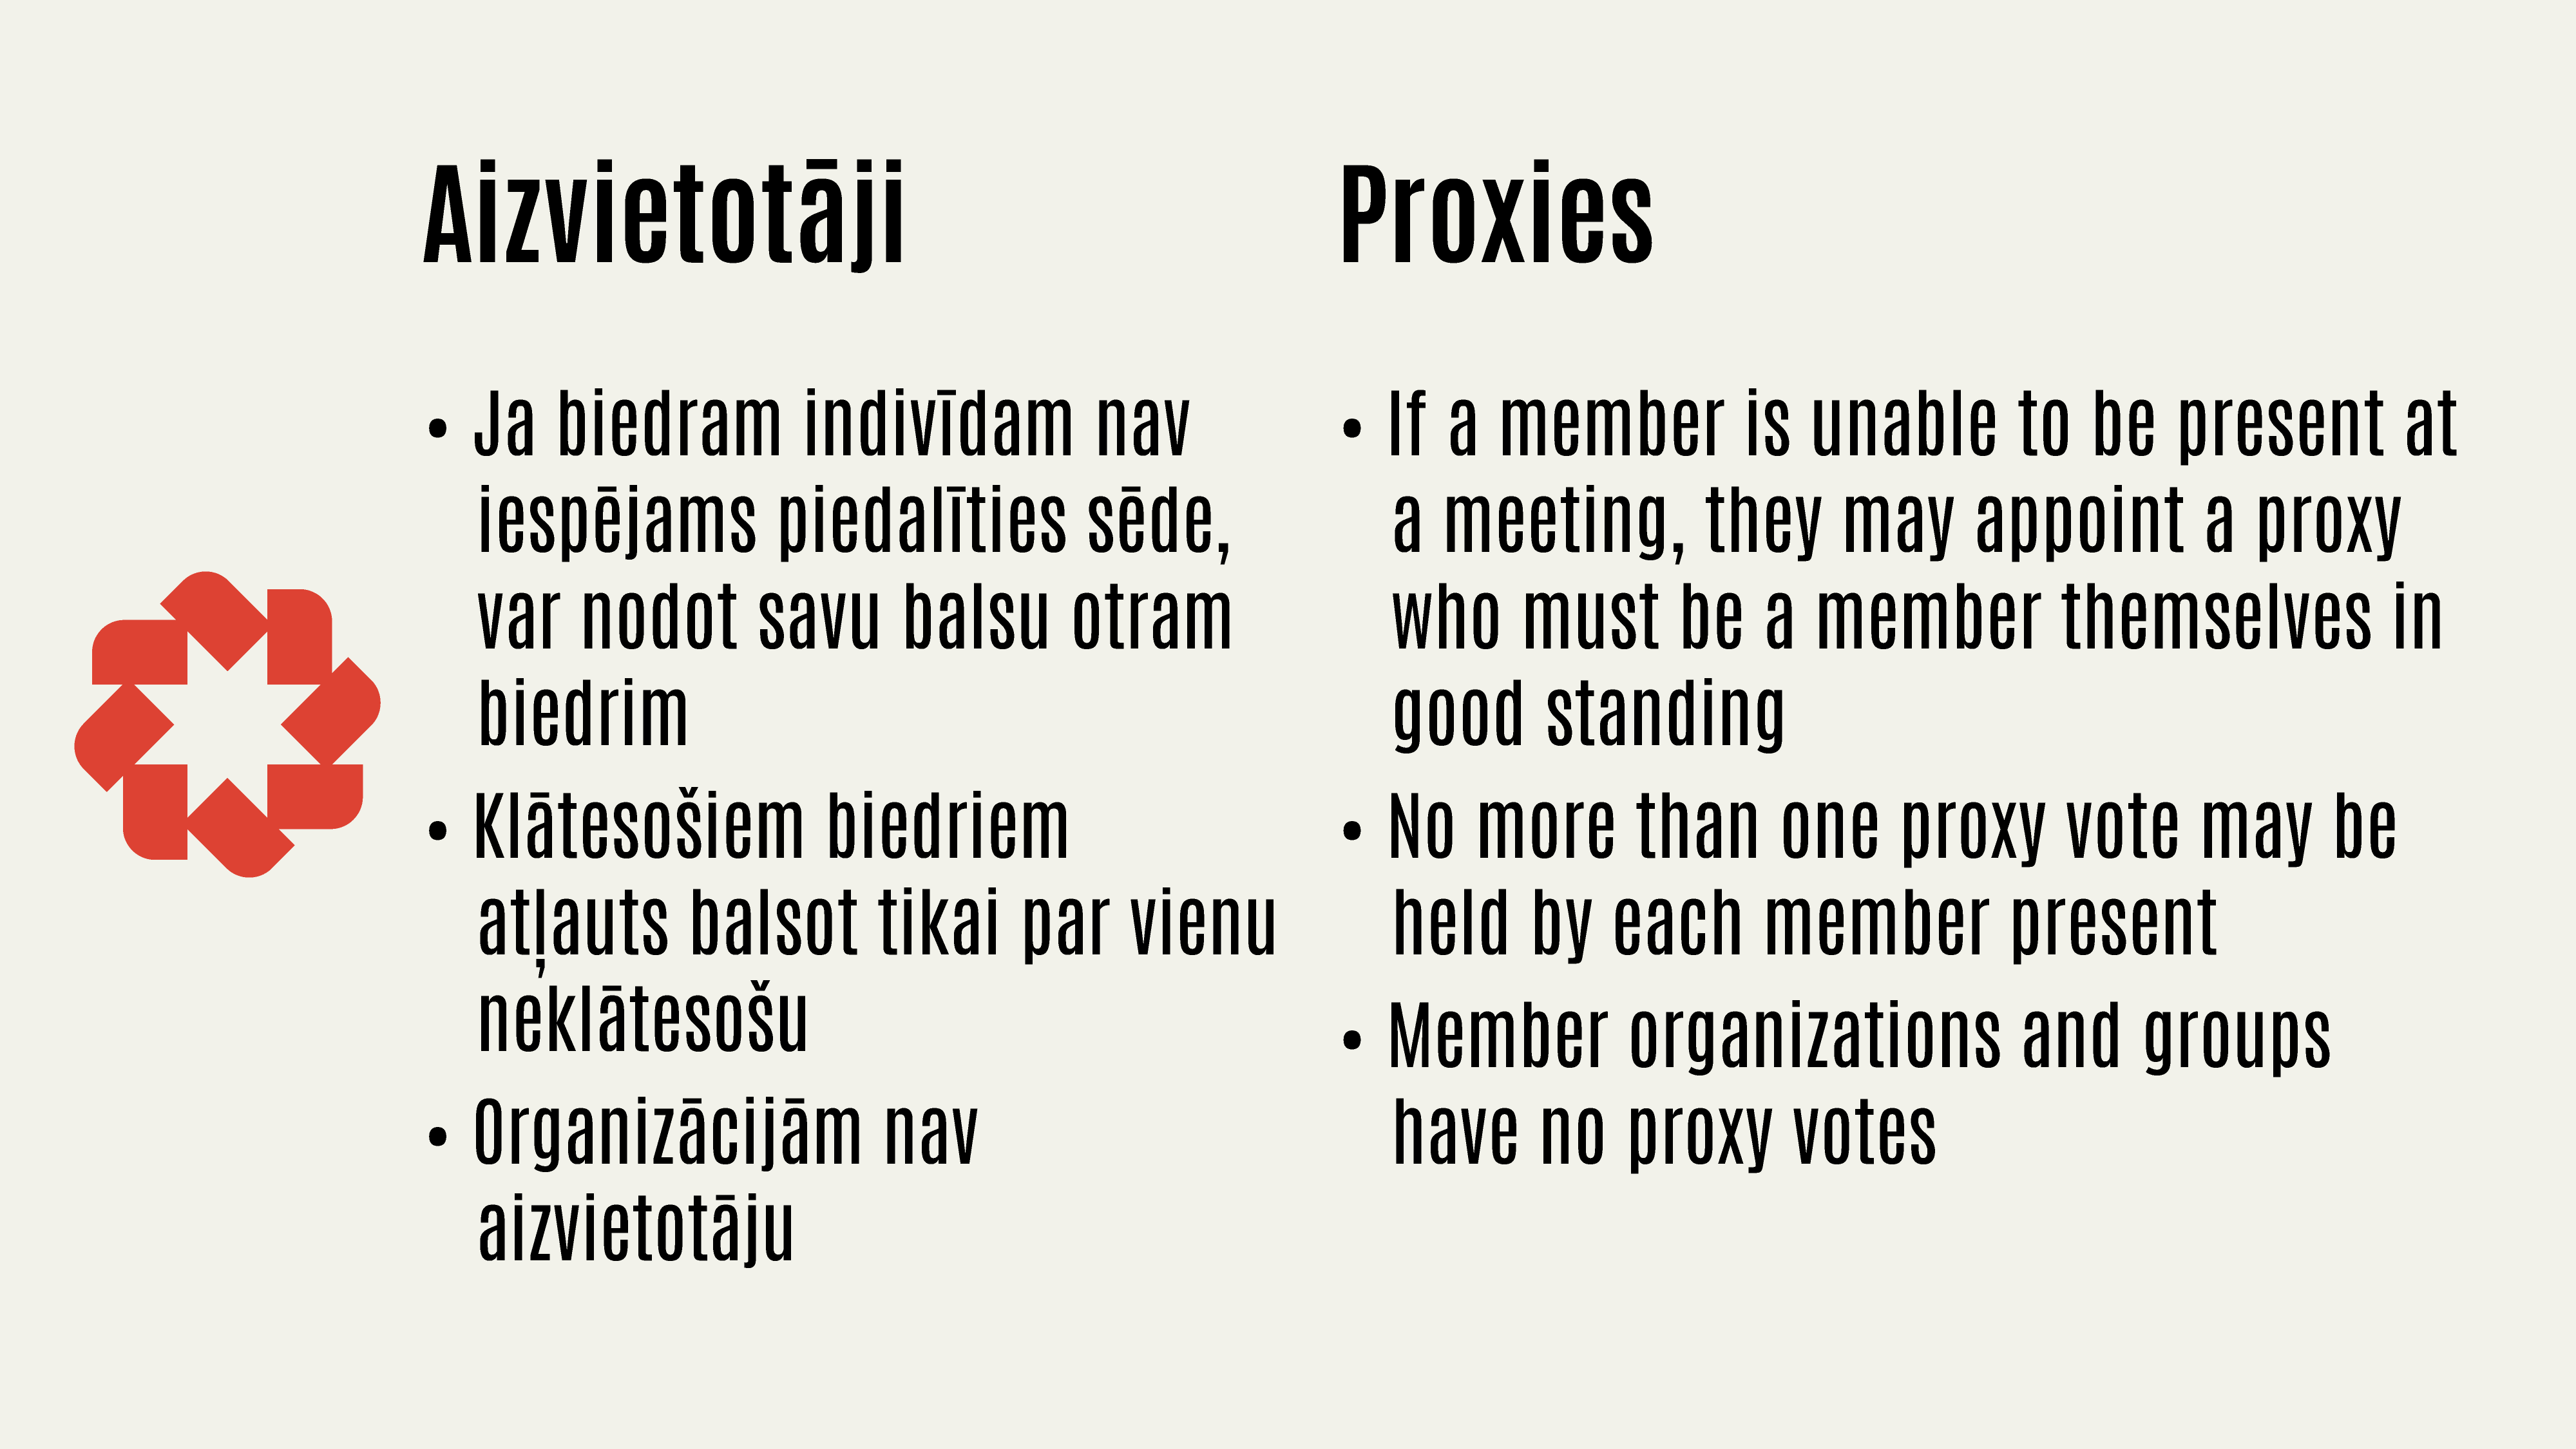 Aizvietotāji
• Ja biedram indivīdam nav
iespējams piedalīties sēde,
var nodot savu balsu otram
biedrim
• Klātesošiem biedriem
atļauts balsot tikai par vienu
neklātesošu
• Organizācijām nav
aizvietotāju
Proxies
• If a member is unable to be present at
a meeting, they may appoint a proxy
who must be a member themselves in
good standing
• No more than one proxy vote may be
held by each member present
• Member organizations and groups
have no proxy votes